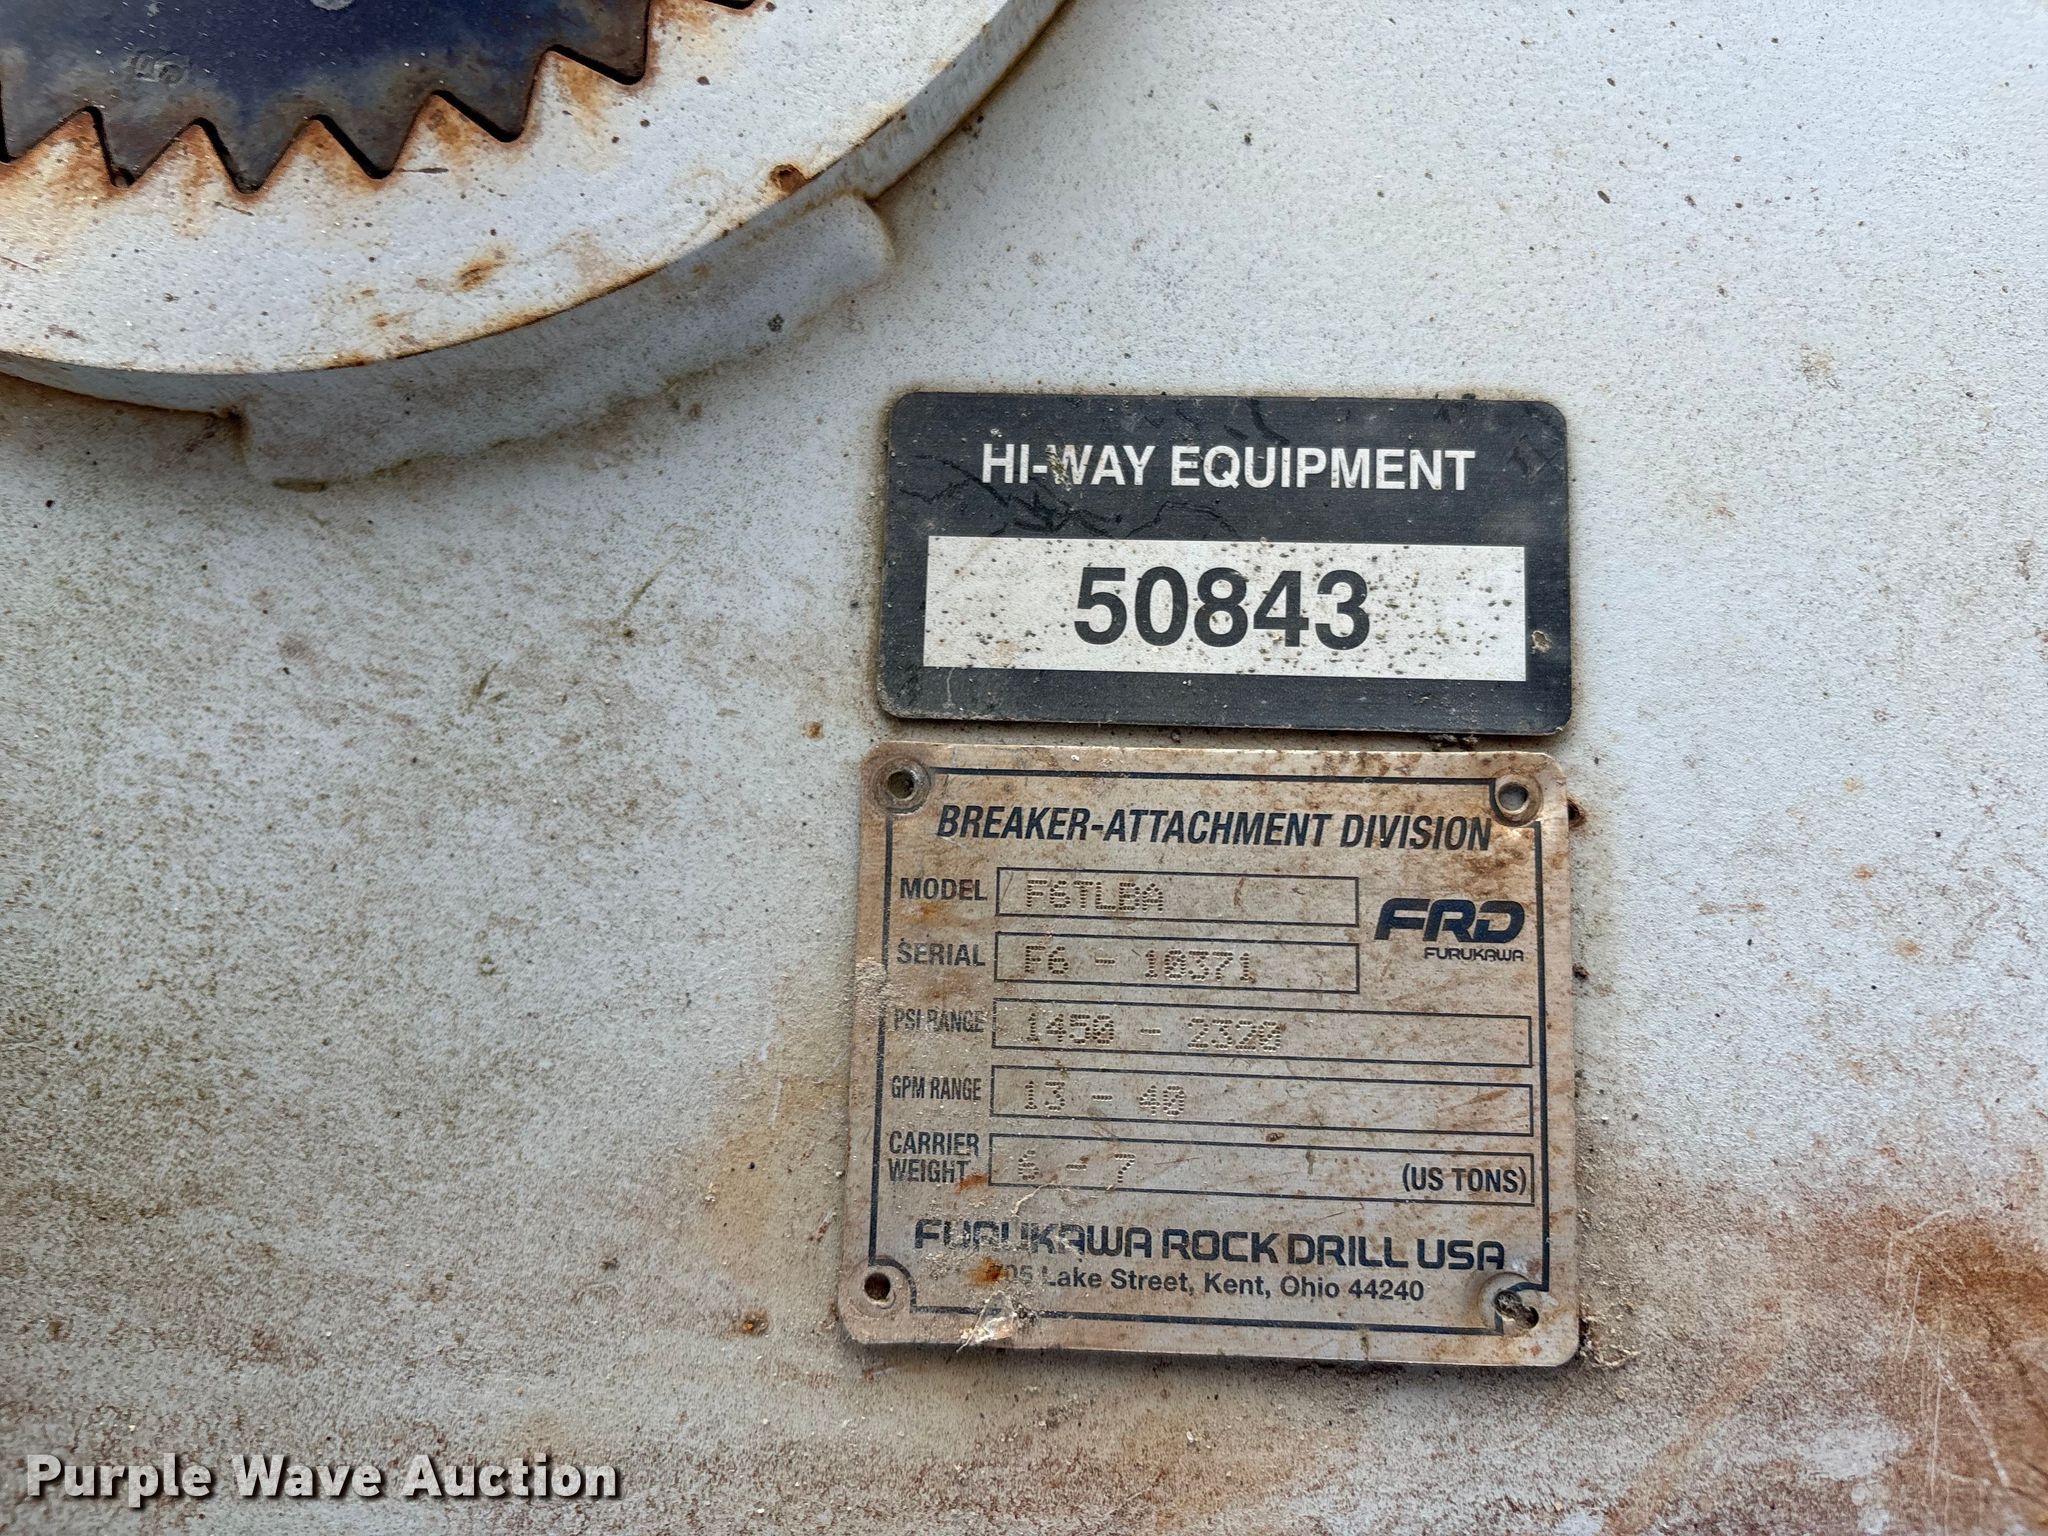 HI-WAY EQUIPMENT
50843
BREAKER-ATTACHMENT DIVISION
MODEL F6TLBA
FRD
FURUKAWA
SERIAL F6 - 10371
PSI RANGE 1450 - 2320
GPM RANGE 13 - 40
CARRIER WEIGHT 6 - 7 (US TONS)
FURUKAWA ROCK DRILL USA
Lake Street, Kent, Ohio 44240
Purple Wave Auction